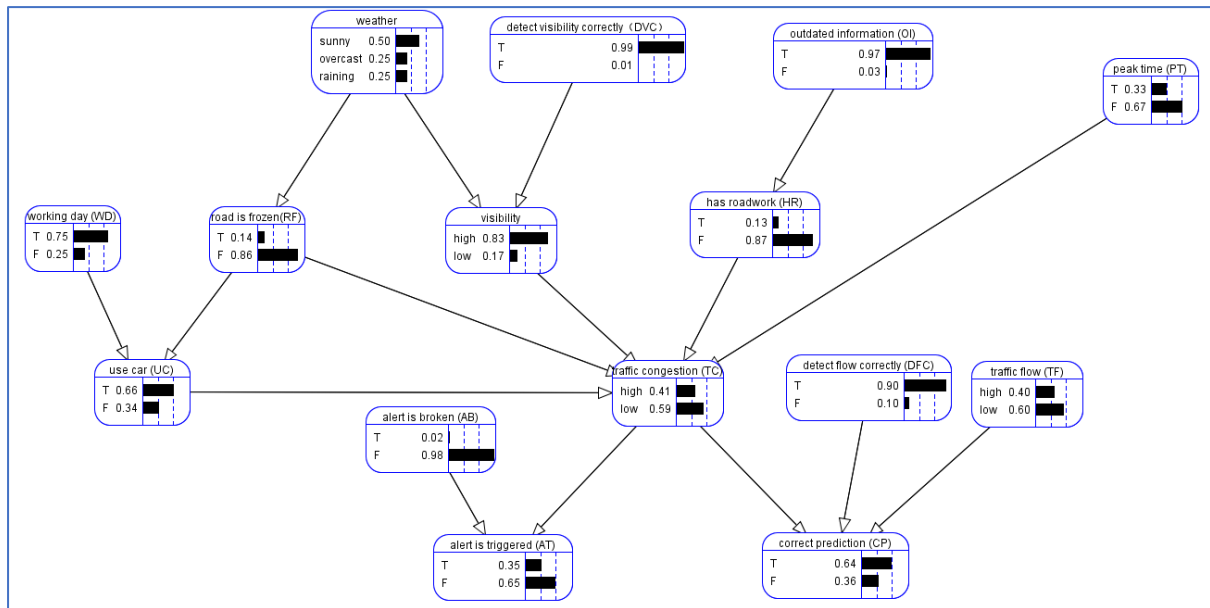 weather
sunny 0.50
overcast 0.25
raining 0.25
detect visibility correctly (DVC)
T 0.99
F 0.01
outdated information (OI)
T 0.97
F 0.03
peak time (PT)
T 0.33
F 0.67
working day (WD)
T 0.75
F 0.25
road is frozen(RF)
T 0.14
F 0.86
visibility
high 0.83
low 0.17
has roadwork (HR)
T 0.13
F 0.87
use car (UC)
T 0.66
F 0.34
traffic congestion (TC)
high 0.41
low 0.59
detect flow correctly (DFC)
T 0.90
F 0.10
traffic flow (TF)
high 0.40
low 0.60
alert is broken (AB)
T 0.02
F 0.98
alert is triggered (AT)
T 0.35
F 0.65
correct prediction (CP)
T 0.64
F 0.36